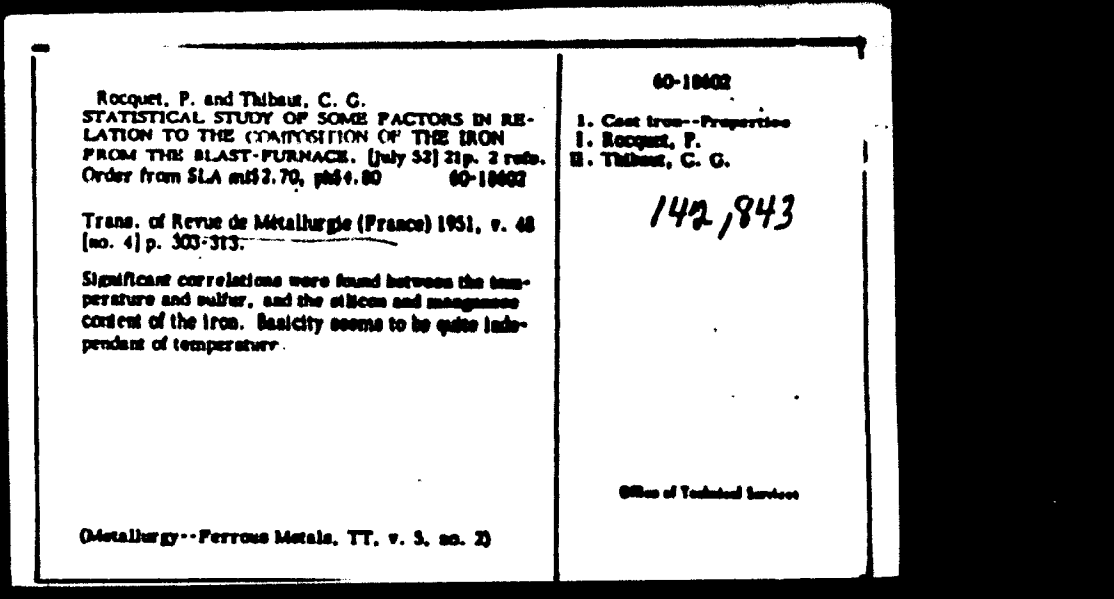 Rocquet, P. and Thibaut, C. G.
STATISTICAL STUDY OF SOME FACTORS IN RE-
LATION TO THE COMPOSITION OF THE IRON
FROM THE BLAST-FURNACE. [July 52] 21p. 2 refs.
Order from SLA mi$2.70, ph$4.80 60-18602
Trans. of Revue de Métallurgie (France) 1951, v. 48
[no. 4] p. 303-313.
Significant correlations were found between the tem-
perature and sulfur, and the silicon and manganese
content of the iron. Basicity seems to be quite inde-
pendant of temperature.
(Metallurgy--Ferrous Metals, TT, v. 5, no. 2)
60-18602
1. Cast iron--Properties
I. Rocquet, P.
II. Thibaut, C. G.
142,843
Office of Technical Services